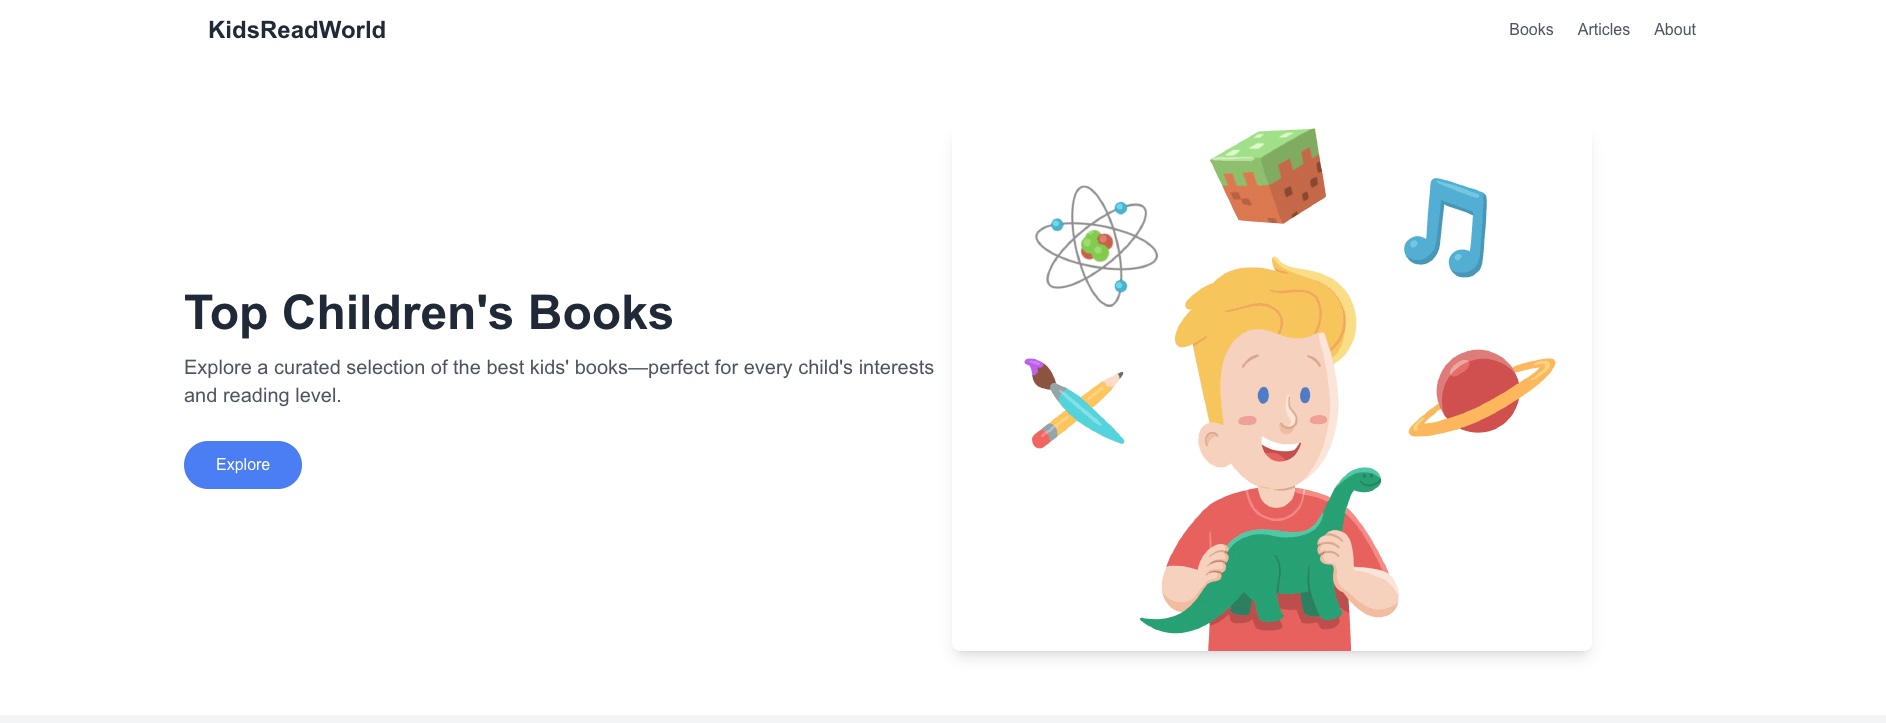 KidsReadWorld
Books Articles About
Top Children's Books
Explore a curated selection of the best kids' books—perfect for every child's interests
and reading level.
Explore